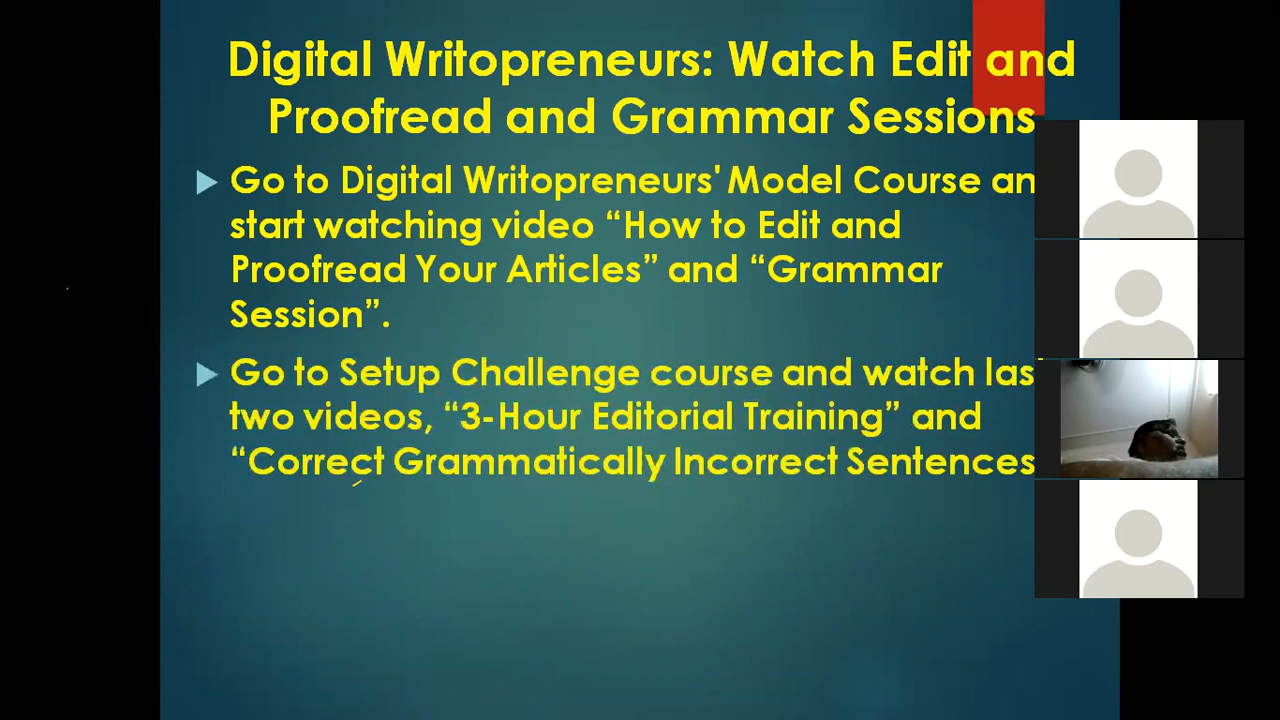 Digital Writopreneurs: Watch Edit and
Proofread and Grammar Sessions
Go to Digital Writopreneurs' Model Course an
start watching video “How to Edit and
Proofread Your Articles” and “Grammar
Session”.
Go to Setup Challenge course and watch las
two videos, “3-Hour Editorial Training” and
“Correct Grammatically Incorrect Sentences